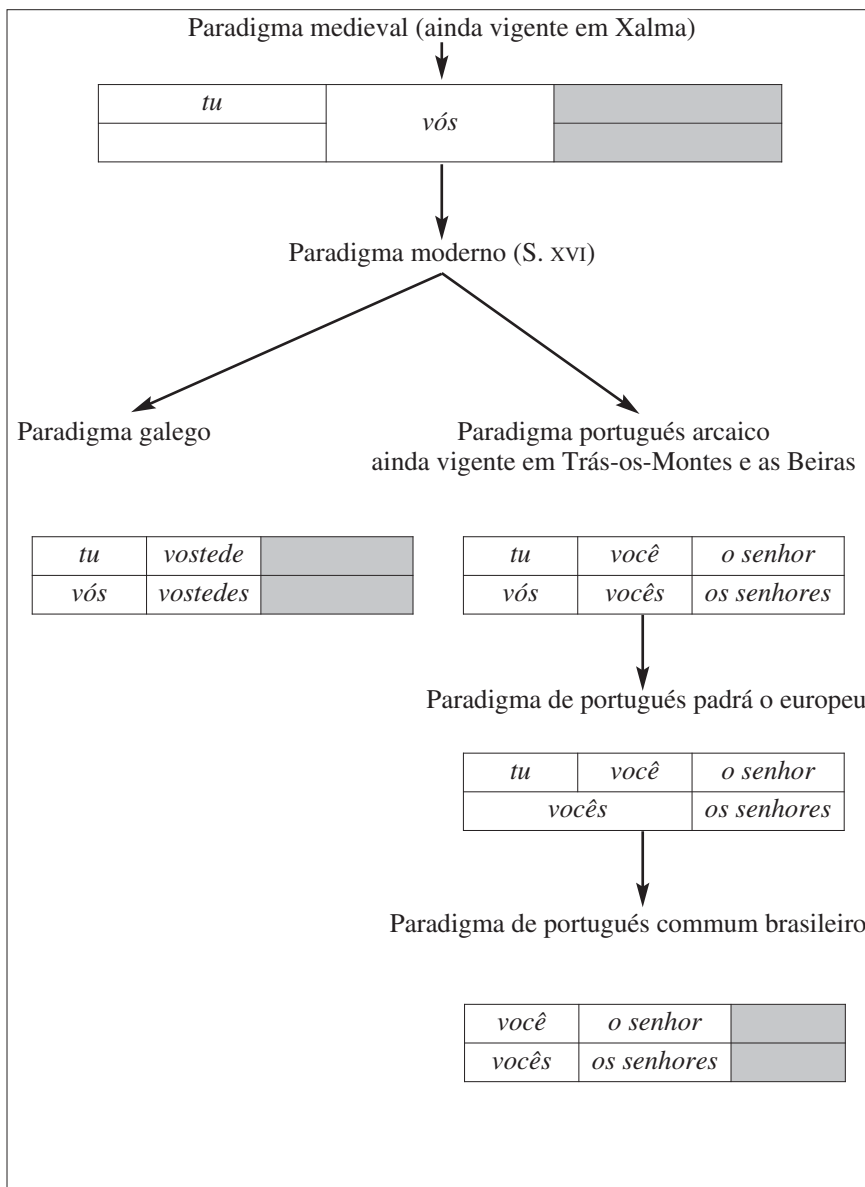 Paradigma medieval (ainda vigente em Xalma)
tu
vós
Paradigma moderno (S. XVI)
Paradigma galego
Paradigma portugués arcaico
ainda vigente em Trás-os-Montes e as Beiras
tu vostede
vós vostedes
tu você o senhor
vós vocês os senhores
Paradigma de portugués padrá o europeu
tu você o senhor
vocês os senhores
Paradigma de portugués commum brasileiro
você o senhor
vocês os senhores